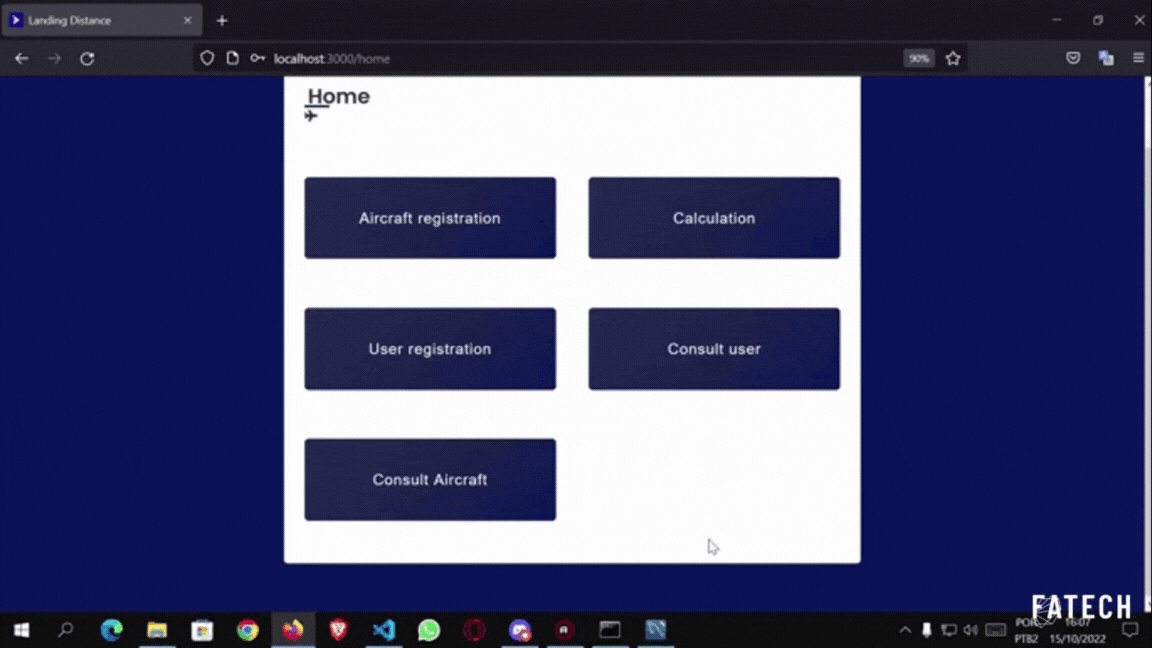 Landing Distance
localhost:3000/home
90%
Home
Aircraft registration
Calculation
User registration
Consult user
Consult Aircraft
FATECH
POR
16:07
PTB2
15/10/2022